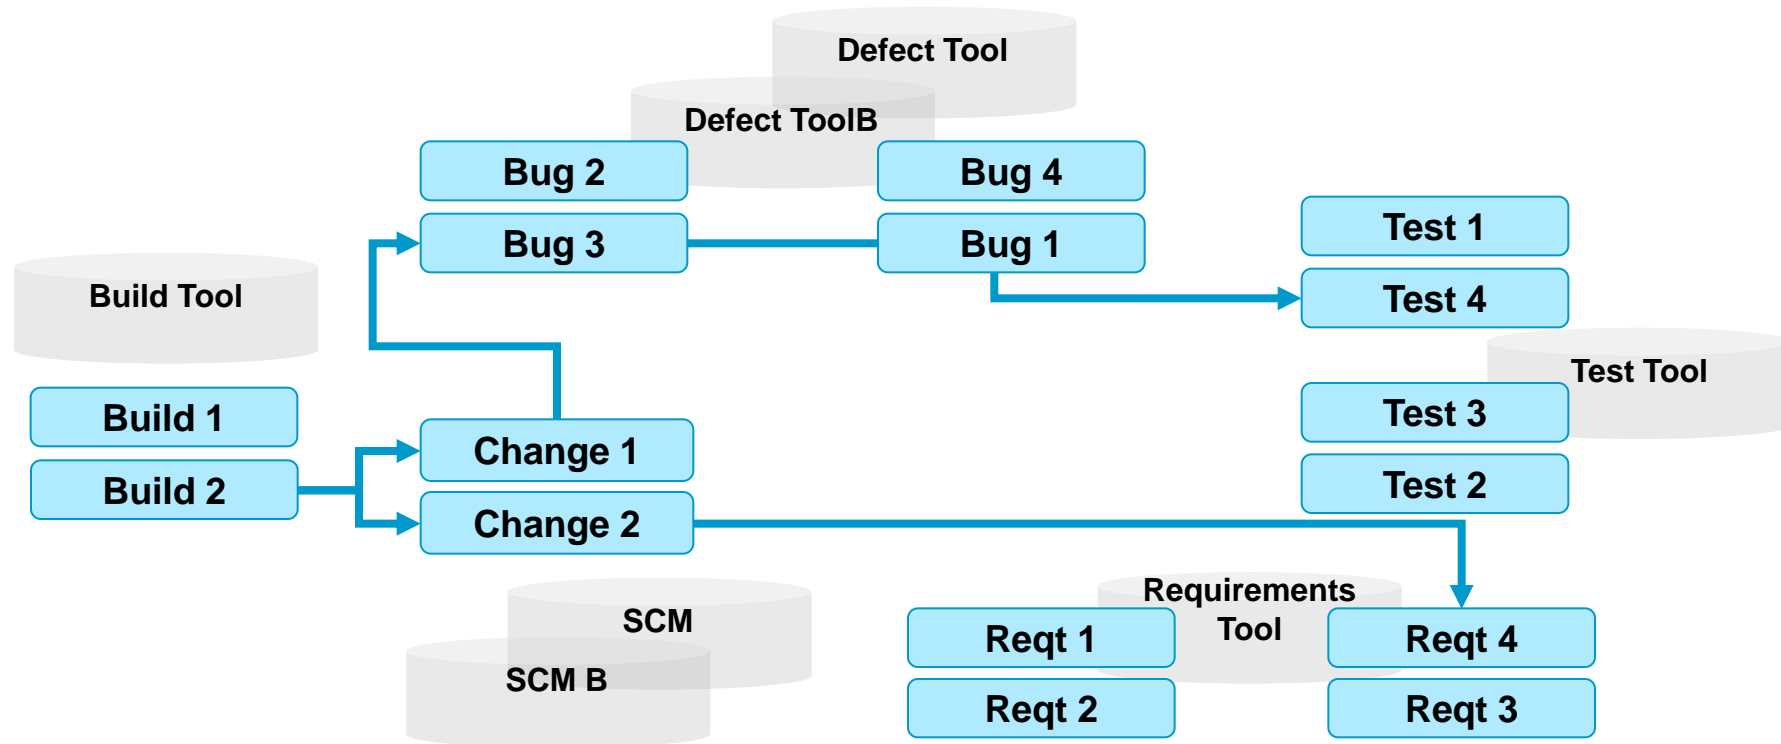 Defect Tool
Defect ToolB
Bug 2
Bug 4
Bug 3
Bug 1
Test 1
Test 4
Build Tool
Test Tool
Build 1
Build 2
Change 1
Change 2
Test 3
Test 2
SCM
SCM B
Requirements
Tool
Reqt 1
Reqt 4
Reqt 2
Reqt 3